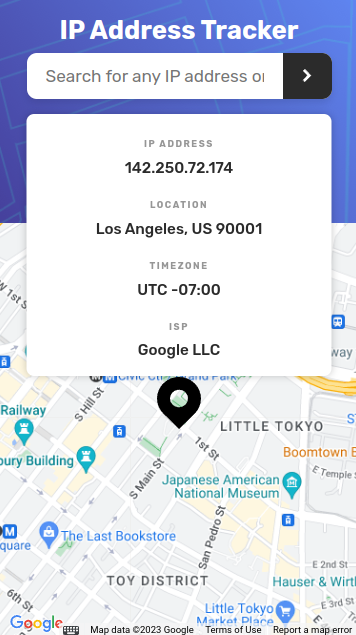 IP Address Tracker
Search for any IP address or
IP ADDRESS
142.250.72.174
LOCATION
Los Angeles, US 90001
TIMEZONE
UTC -07:00
ISP
Google LLC
W 1st St
way
Civic
Grand Park
S Hill St
Railway
LITTLE TOKYO
1st St
Boomtown
bury Building
S Main St
E Temple S
Japanese American
National Museum
The Last Bookstore
San Pedro St
quare
E 2nd St
TOY DISTRICT
Hauser & Wirth
6th St
E 3rd St
Little Tokyo
Market Place
Google
Map data ©2023 Google
Terms of Use
Report a map error